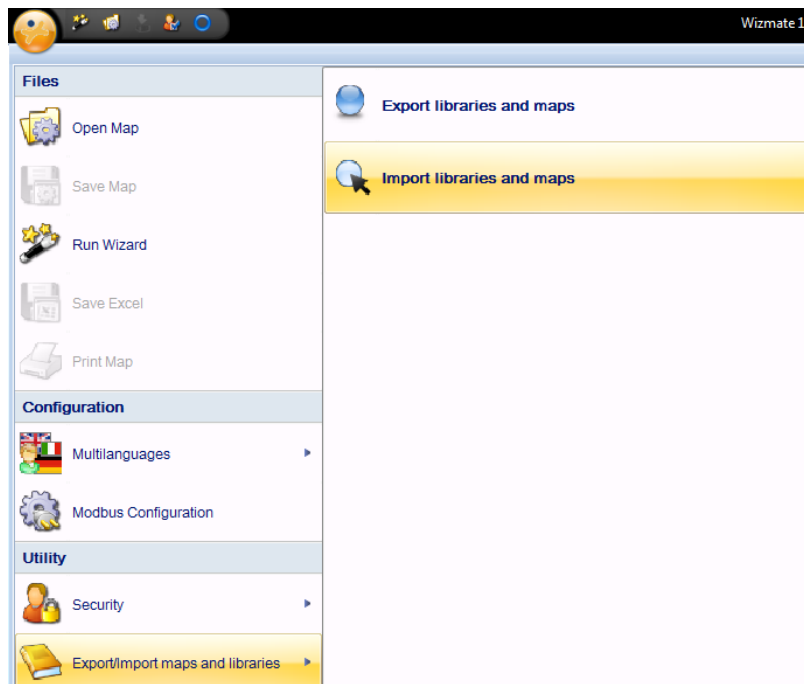 Wizmate 1
Files
Open Map
Save Map
Run Wizard
Save Excel
Print Map
Configuration
Multilanguages
Modbus Configuration
Utility
Security
Export/Import maps and libraries
Export libraries and maps
Import libraries and maps